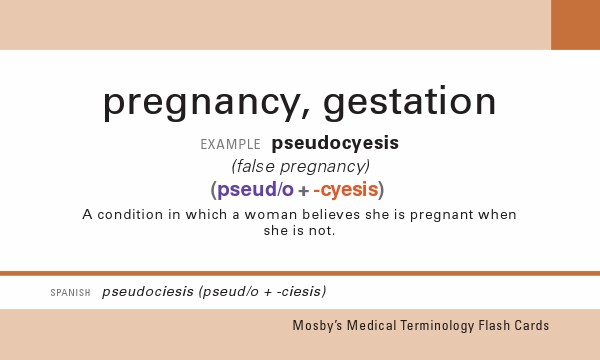 pregnancy, gestation
EXAMPLE pseudocyesis
(false pregnancy)
(pseud/o + -cyesis)
A condition in which a woman believes she is pregnant when
she is not.
SPANISH pseudociesis (pseud/o + -ciesis)
Mosby's Medical Terminology Flash Cards